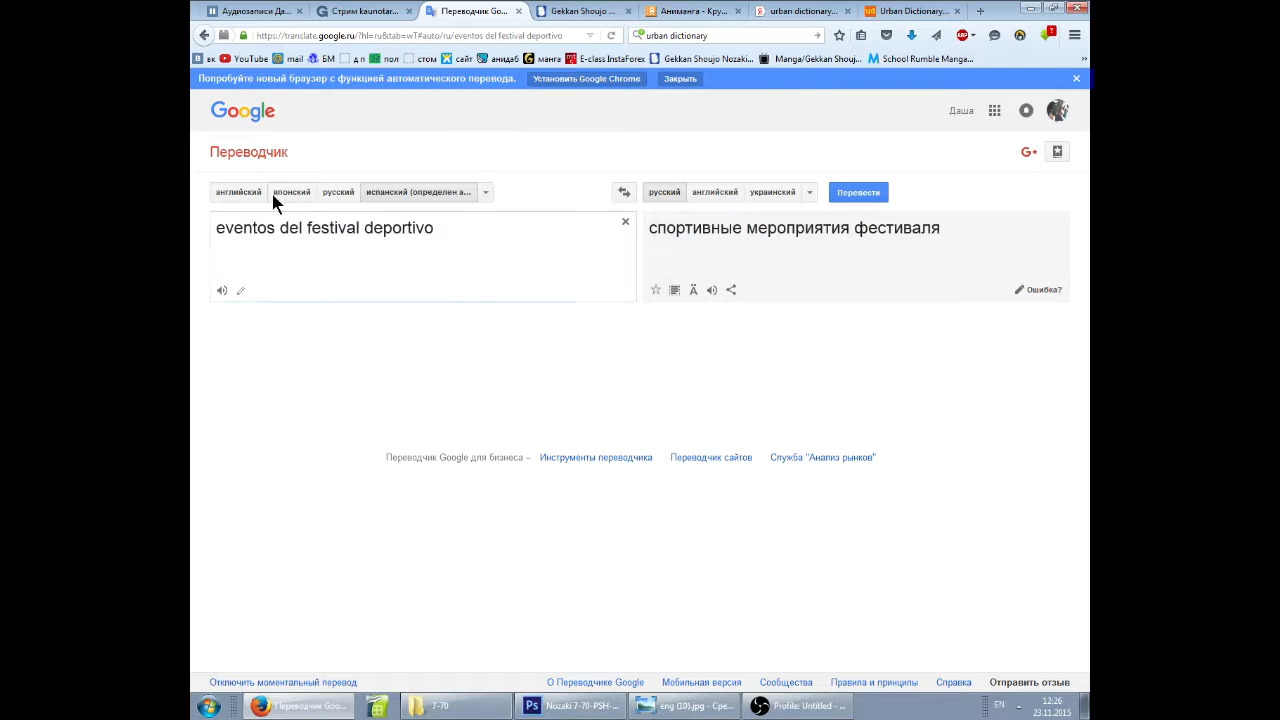 Аудиозаписи Да...
Стрим kaunotar...
Переводчик Go...
Gekkan Shoujo ...
Аниманга - Кру...
urban dictionary...
Urban Dictionary...
https://translate.google.ru/?hl=ru&tab=wT#auto/ru/eventos del festival deportivo
urban dictionary
вк
YouTube
mail
БМ
д п
пол
стом
сайт
анидаб
манга
E-class InstaForex
Gekkan Shoujo Nozaki...
Manga/Gekkan Shouj...
School Rumble Manga...
Попробуйте новый браузер с функцией автоматического перевода.
Установить Google Chrome
Закрыть
Google
Даша
Переводчик
G+
английский
японский
русский
испанский (определен а...
русский
английский
украинский
Перевести
eventos del festival deportivo
спортивные мероприятия фестиваля
Ä
Ошибка?
Переводчик Google для бизнеса –
Инструменты переводчика
Переводчик сайтов
Служба "Анализ рынков"
Отключить моментальный перевод
О Переводчике Google
Мобильная версия
Сообщества
Правила и принципы
Справка
Отправить отзыв
Переводчик Goo...
7-70
Nozaki 7-70-PSH-...
eng (10).jpg - Сре...
Profile: Untitled - ...
EN
12:26
23.11.2015